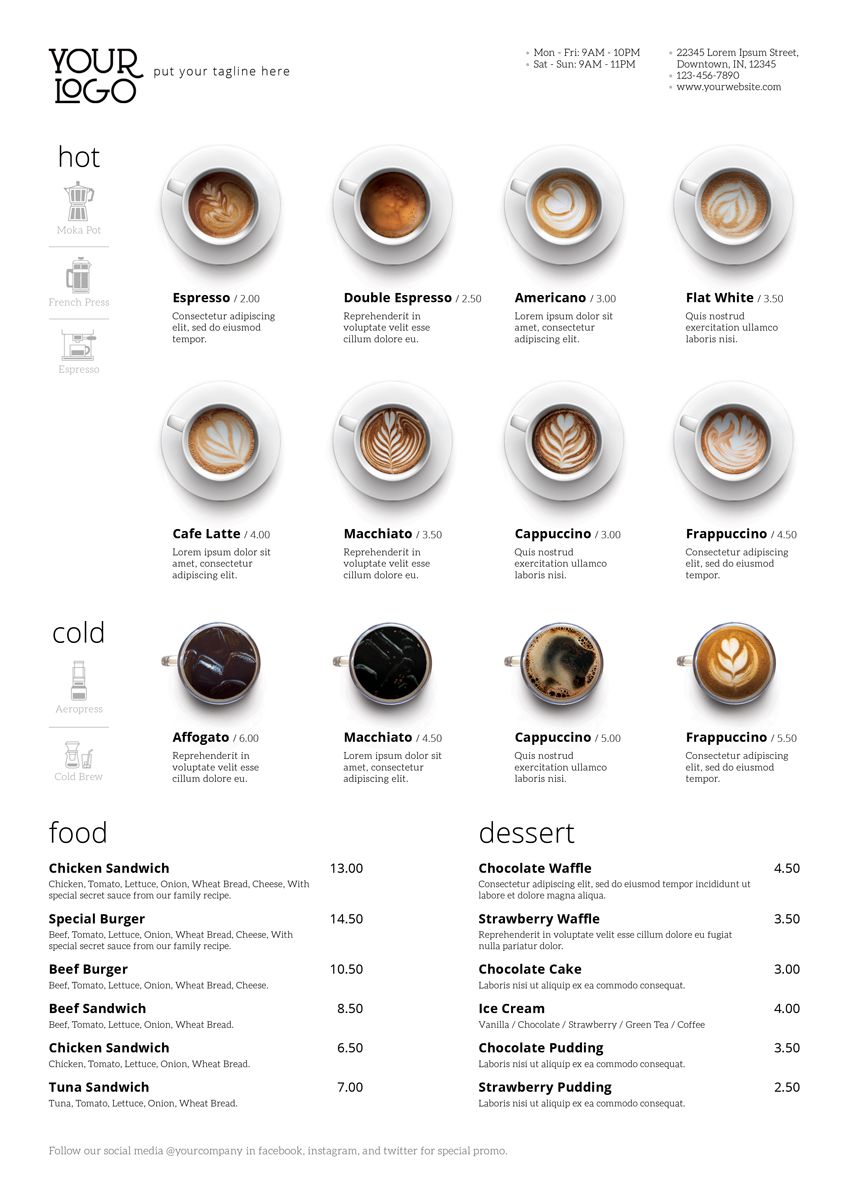 YOUR
LOGO
put your tagline here
Mon - Fri: 9AM - 10PM
Sat - Sun: 9AM - 11PM
22345 Lorem Ipsum Street,
Downtown, IN, 12345
123-456-7890
www.yourwebsite.com
hot
Moka Pot
French Press
Espresso
Espresso / 2.00
Consectetur adipiscing
elit, sed do eiusmod
tempor.
Double Espresso / 2.50
Reprehenderit in
voluptate velit esse
cillum dolore eu.
Americano / 3.00
Lorem ipsum dolor sit
amet, consectetur
adipiscing elit.
Flat White / 3.50
Quis nostrud
exercitation ullamco
laboris nisi.
Cafe Latte / 4.00
Lorem ipsum dolor sit
amet, consectetur
adipiscing elit.
Macchiato / 3.50
Reprehenderit in
voluptate velit esse
cillum dolore eu.
Cappuccino / 3.00
Quis nostrud
exercitation ullamco
laboris nisi.
Frappuccino / 4.50
Consectetur adipiscing
elit, sed do eiusmod
tempor.
cold
Aeropress
Cold Brew
Affogato / 6.00
Reprehenderit in
voluptate velit esse
cillum dolore eu.
Macchiato / 4.50
Lorem ipsum dolor sit
amet, consectetur
adipiscing elit.
Cappuccino / 5.00
Quis nostrud
exercitation ullamco
laboris nisi.
Frappuccino / 5.50
Consectetur adipiscing
elit, sed do eiusmod
tempor.
food
Chicken Sandwich 13.00
Chicken, Tomato, Lettuce, Onion, Wheat Bread, Cheese, With
special secret sauce from our family recipe.
Special Burger 14.50
Beef, Tomato, Lettuce, Onion, Wheat Bread, Cheese, With
special secret sauce from our family recipe.
Beef Burger 10.50
Beef, Tomato, Lettuce, Onion, Wheat Bread, Cheese.
Beef Sandwich 8.50
Beef, Tomato, Lettuce, Onion, Wheat Bread.
Chicken Sandwich 6.50
Chicken, Tomato, Lettuce, Onion, Wheat Bread.
Tuna Sandwich 7.00
Tuna, Tomato, Lettuce, Onion, Wheat Bread.
dessert
Chocolate Waffle 4.50
Consectetur adipiscing elit, sed do eiusmod tempor incididunt ut
labore et dolore magna aliqua.
Strawberry Waffle 3.50
Reprehenderit in voluptate velit esse cillum dolore eu fugiat
nulla pariatur dolor.
Chocolate Cake 3.00
Laboris nisi ut aliquip ex ea commodo consequat.
Ice Cream 4.00
Vanilla / Chocolate / Strawberry / Green Tea / Coffee
Chocolate Pudding 3.50
Laboris nisi ut aliquip ex ea commodo consequat.
Strawberry Pudding 2.50
Laboris nisi ut aliquip ex ea commodo consequat.
Follow our social media @yourcompany in facebook, instagram, and twitter for special promo.